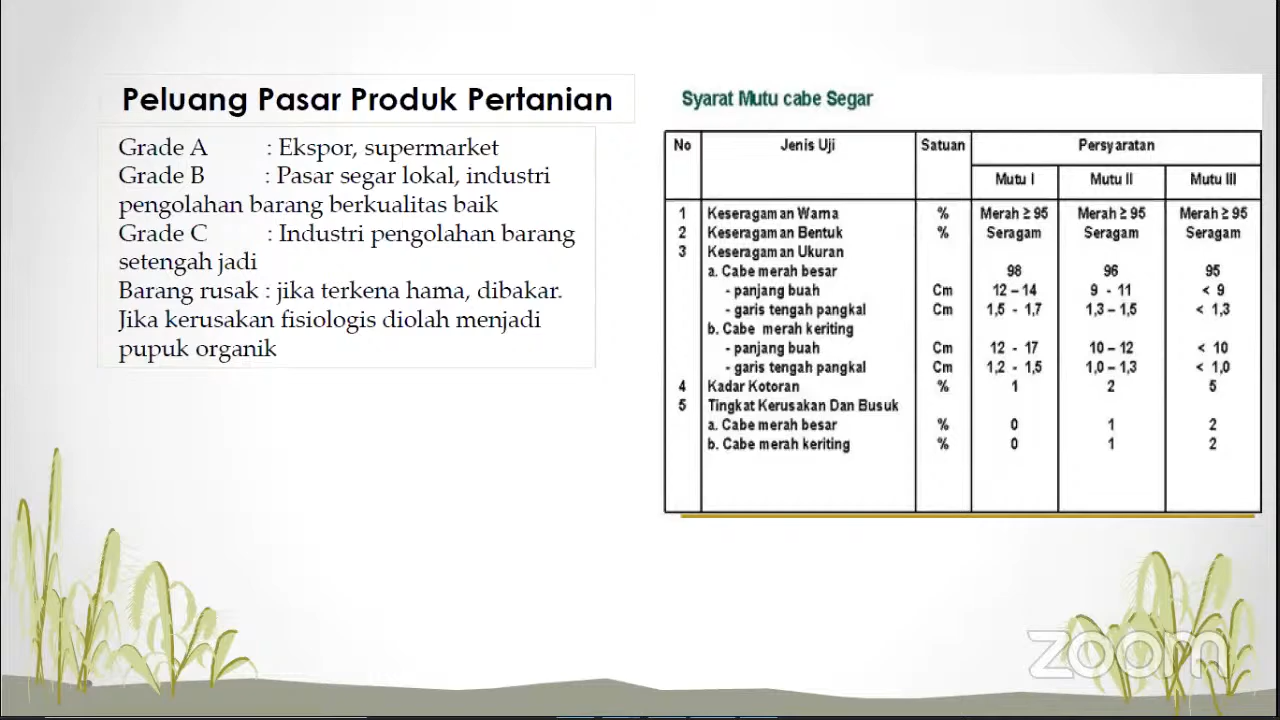 Peluang Pasar Produk Pertanian
Grade A : Ekspor, supermarket
Grade B : Pasar segar lokal, industri
pengolahan barang berkualitas baik
Grade C : Industri pengolahan barang
setengah jadi
Barang rusak : jika terkena hama, dibakar.
Jika kerusakan fisiologis diolah menjadi
pupuk organik
Syarat Mutu cabe Segar
No Jenis Uji Satuan Persyaratan
Mutu I Mutu II Mutu III
1 Keseragaman Warna % Merah ≥ 95 Merah ≥ 95 Merah ≥ 95
2 Keseragaman Bentuk % Seragam Seragam Seragam
3 Keseragaman Ukuran
a. Cabe merah besar 98 96 95
- panjang buah Cm 12 – 14 9 - 11 < 9
- garis tengah pangkal Cm 1,5 - 1,7 1,3 – 1,5 < 1,3
b. Cabe merah keriting
- panjang buah Cm 12 - 17 10 – 12 < 10
- garis tengah pangkal Cm 1,2 - 1,5 1,0 – 1,3 < 1,0
4 Kadar Kotoran % 1 2 5
5 Tingkat Kerusakan Dan Busuk
a. Cabe merah besar % 0 1 2
b. Cabe merah keriting % 0 1 2
zoom